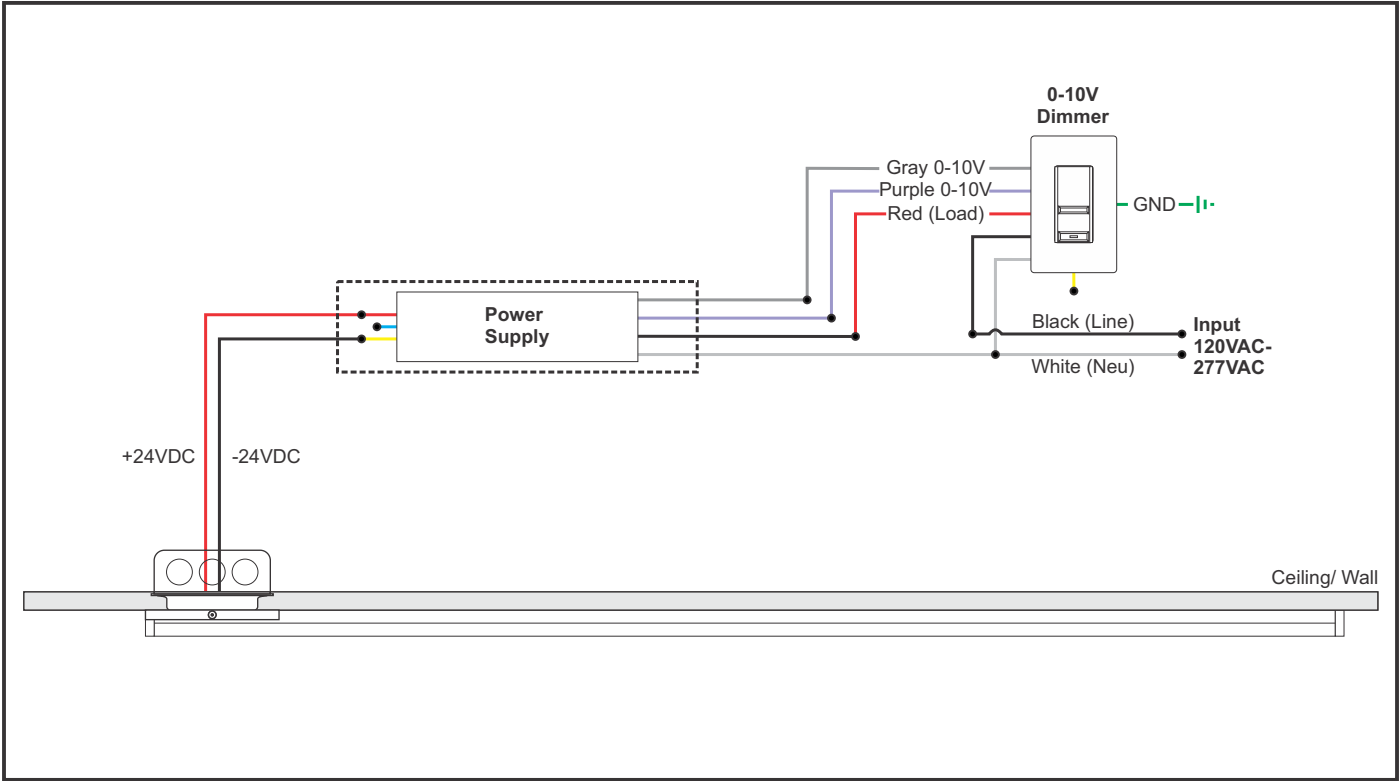 0-10V
Dimmer
Gray 0-10V
Purple 0-10V
Red (Load)
GND
Power
Supply
Black (Line)
White (Neu)
Input
120VAC-
277VAC
+24VDC
-24VDC
Ceiling/ Wall